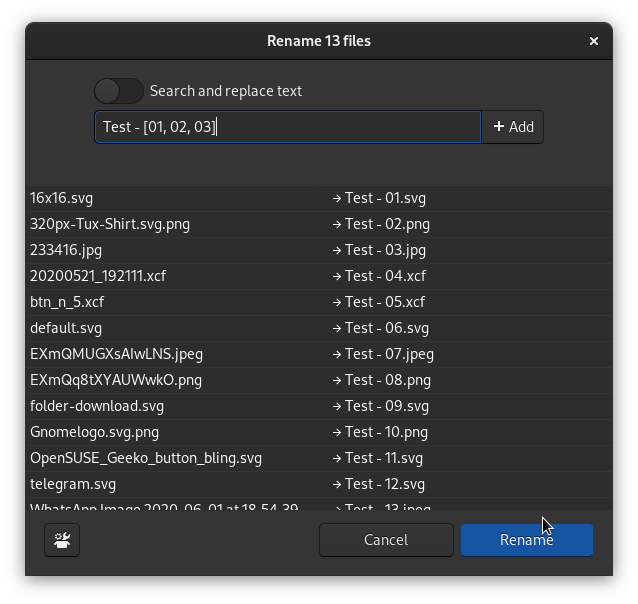 Rename 13 files
Search and replace text
Test - [01, 02, 03]
+ Add
16x16.svg → Test - 01.svg
320px-Tux-Shirt.svg.png → Test - 02.png
233416.jpg → Test - 03.jpg
20200521_192111.xcf → Test - 04.xcf
btn_n_5.xcf → Test - 05.xcf
default.svg → Test - 06.svg
EXmQMUGXsAIwLNS.jpeg → Test - 07.jpeg
EXmQq8tXYAUWwkO.png → Test - 08.png
folder-download.svg → Test - 09.svg
Gnomelogo.svg.png → Test - 10.png
OpenSUSE_Geeko_button_bling.svg → Test - 11.svg
telegram.svg → Test - 12.svg
WhatsApp Image 2020-06-01 at 18.54.39 → Test - 13.jpeg
Cancel
Rename